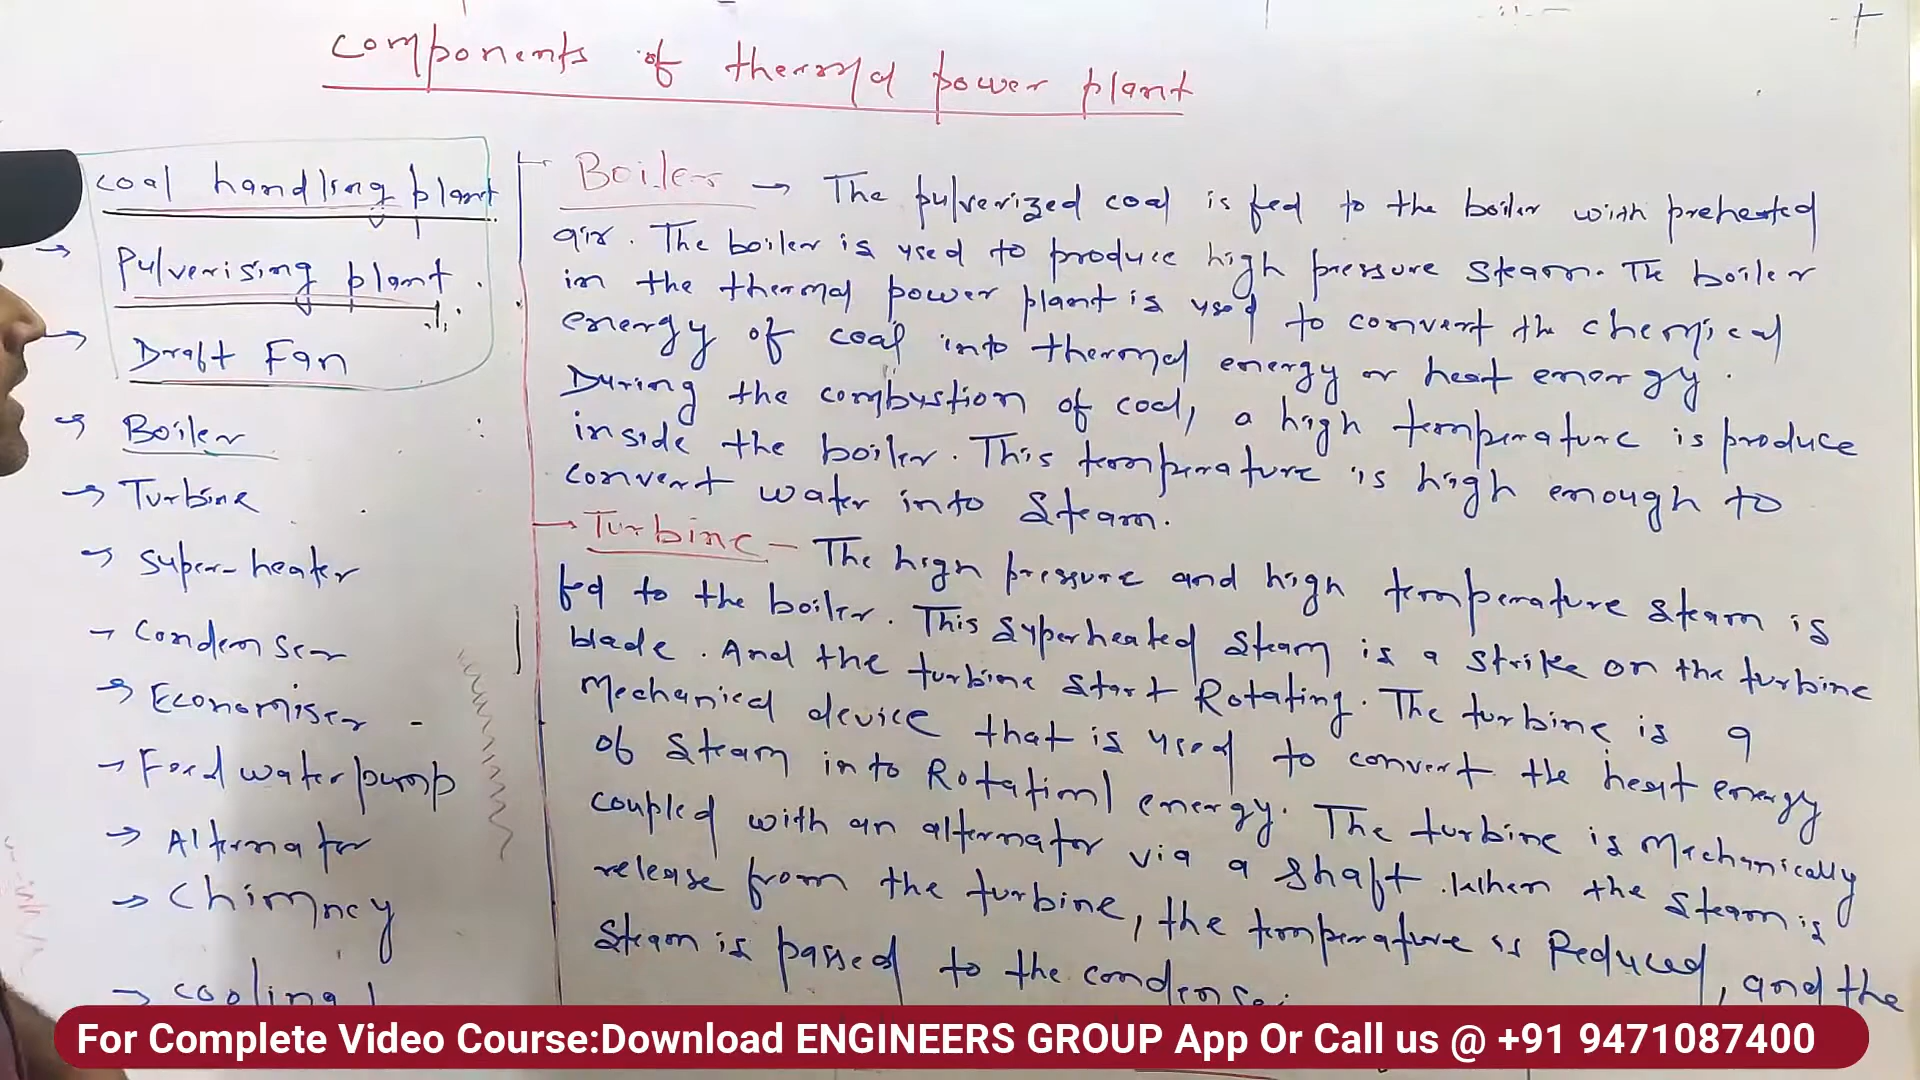 Components of thermal power plant
coal handling plant
→ Pulverising plant.
→ Draft Fan
→ Boiler
→ Turbine
→ Super-heater
→ Condenser
→ Economiser -
→ Feed water pump
→ Alternator
→ Chimney
→ cooling
Boiler → The pulverized coal is fed to the boiler with preheated
air. The boiler is used to produce high pressure steam. The boiler
in the thermal power plant is used to convert the chemical
energy of coal into thermal energy or heat energy.
During the combustion of coal, a high temperature is produce
inside the boiler. This temperature is high enough to
convert water into steam.
→ Turbine - The high pressure and high temperature steam is
fed to the boiler. This superheated steam is a strike on the turbine
blade. And the turbine start Rotating. The turbine is a
Mechanical device that is used to convert the heat energy
of steam into Rotational energy. The turbine is Mechanically
coupled with an alternator via a shaft. When the steam is
release from the turbine, the temperature is Reduced, and the
steam is passed to the condenser
For Complete Video Course:Download ENGINEERS GROUP App Or Call us @ +91 9471087400